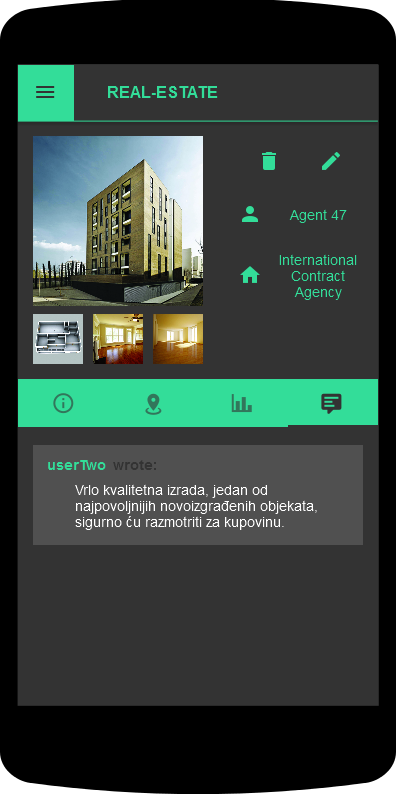 REAL-ESTATE
Agent 47
International
Contract
Agency
userTwo wrote:
Vrlo kvalitetna izrada, jedan od
najpovoljnijih novoizgrađenih objekata,
sigurno ću razmotriti za kupovinu.